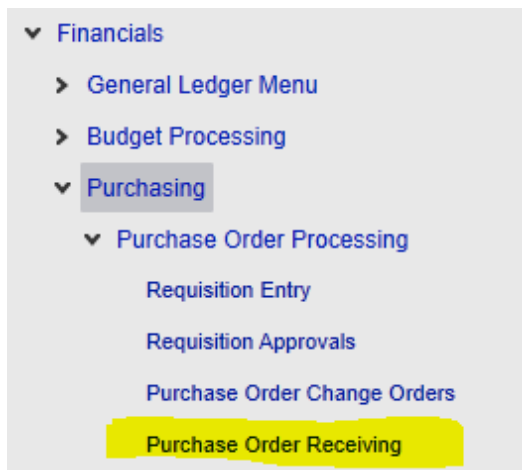 Financials
General Ledger Menu
Budget Processing
Purchasing
Purchase Order Processing
Requisition Entry
Requisition Approvals
Purchase Order Change Orders
Purchase Order Receiving